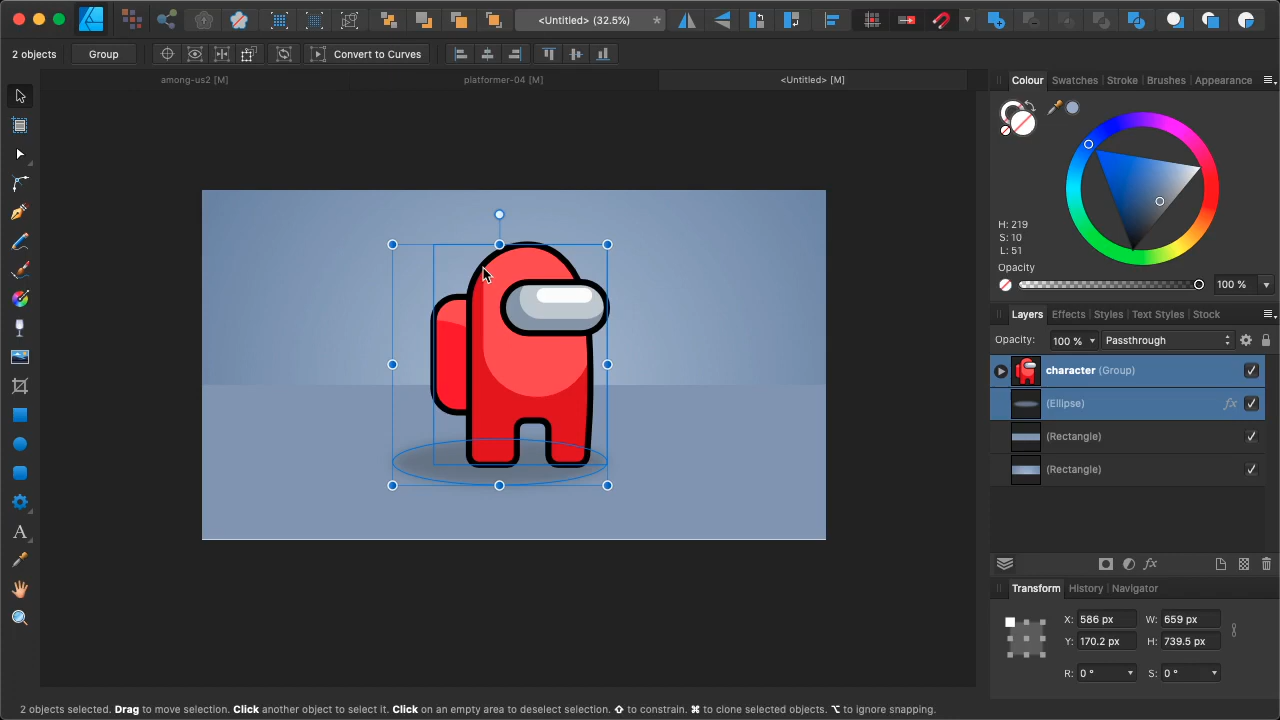 <Untitled> (32.5%) *
2 objects
Group
Convert to Curves
among-us2 [M]
platformer-04 [M]
<Untitled> [M]
Colour
Swatches
Stroke
Brushes
Appearance
H: 219
S: 10
L: 51
Opacity
100 %
Layers
Effects
Styles
Text Styles
Stock
Opacity:
100 %
Passthrough
character (Group)
(Ellipse)
fx
(Rectangle)
(Rectangle)
fx
Transform
History
Navigator
X: 586 px
W: 659 px
Y: 170.2 px
H: 739.5 px
R: 0 °
S: 0 °
2 objects selected. Drag to move selection. Click another object to select it. Click on an empty area to deselect selection. ⇧ to constrain. ⌘ to clone selected objects. ⌥ to ignore snapping.